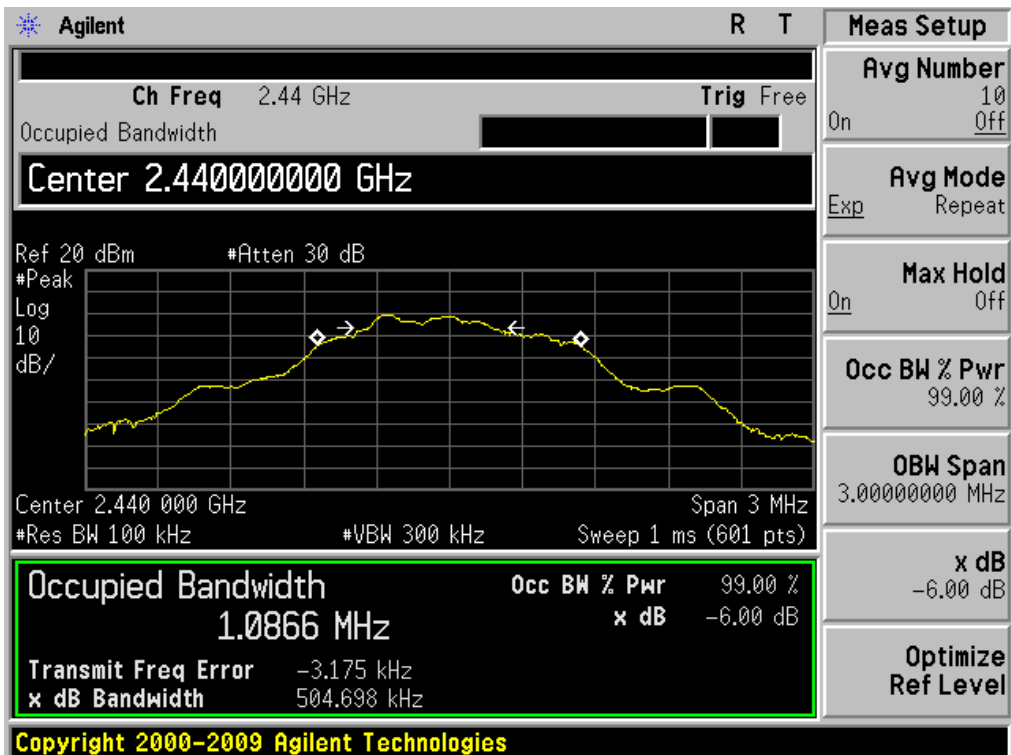 Agilent R T
Ch Freq 2.44 GHz Trig Free
Occupied Bandwidth
Center 2.440000000 GHz
Ref 20 dBm #Atten 30 dB
#Peak
Log
10
dB/
Center 2.440 000 GHz Span 3 MHz
#Res BW 100 kHz #VBW 300 kHz Sweep 1 ms (601 pts)
Occupied Bandwidth Occ BW % Pwr 99.00 %
1.0866 MHz x dB -6.00 dB
Transmit Freq Error -3.175 kHz
x dB Bandwidth 504.698 kHz
Copyright 2000-2009 Agilent Technologies
Meas Setup
Avg Number
10
On Off
Avg Mode
Exp Repeat
Max Hold
On Off
Occ BW % Pwr
99.00 %
OBW Span
3.00000000 MHz
x dB
-6.00 dB
Optimize
Ref Level